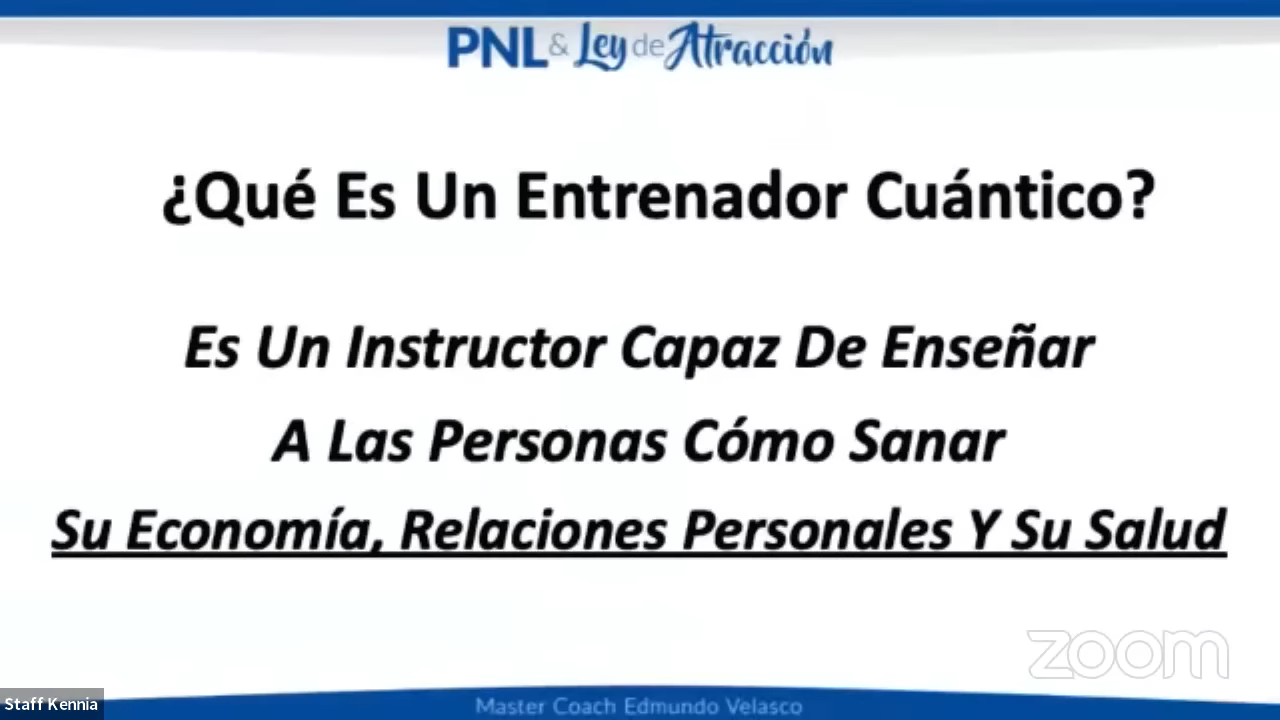 PNL & Ley de Atracción
¿Qué Es Un Entrenador Cuántico?
Es Un Instructor Capaz De Enseñar
A Las Personas Cómo Sanar
Su Economía, Relaciones Personales Y Su Salud
zoom
Staff Kennia
Master Coach Edmundo Velasco